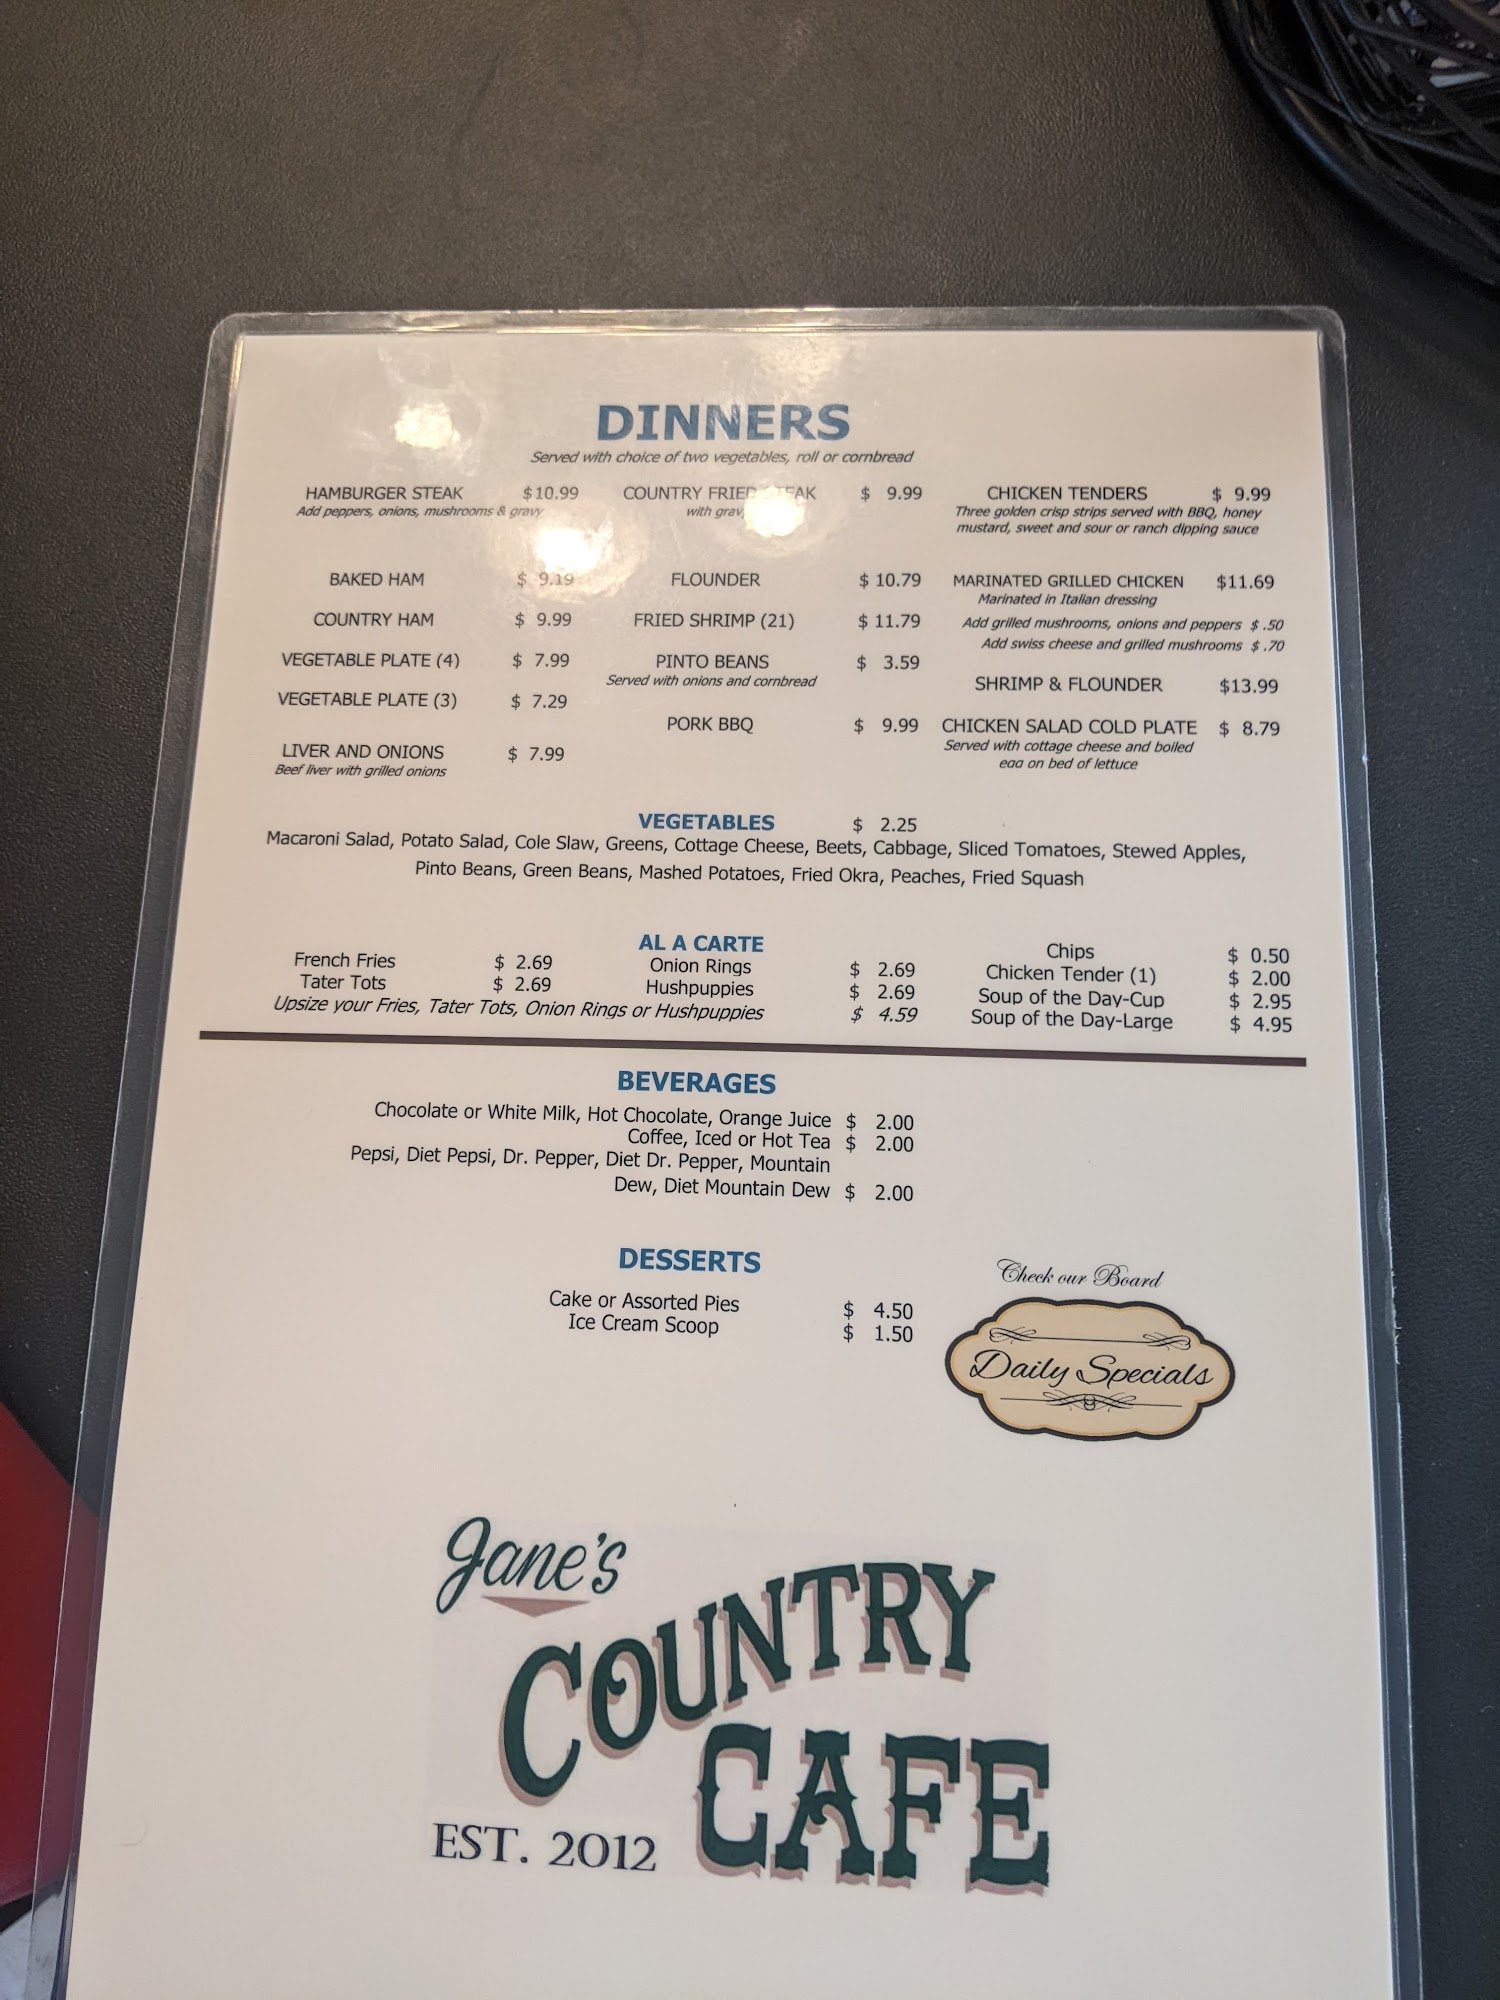 DINNERS
Served with choice of two vegetables, roll or cornbread
HAMBURGER STEAK $10.99
Add peppers, onions, mushrooms & gravy
BAKED HAM $ 9.19
COUNTRY HAM $ 9.99
VEGETABLE PLATE (4) $ 7.99
VEGETABLE PLATE (3) $ 7.29
LIVER AND ONIONS $ 7.99
Beef liver with grilled onions
COUNTRY FRIED STEAK $ 9.99
with gravy
FLOUNDER $ 10.79
FRIED SHRIMP (21) $ 11.79
PINTO BEANS $ 3.59
Served with onions and cornbread
PORK BBQ $ 9.99
CHICKEN TENDERS $ 9.99
Three golden crisp strips served with BBQ, honey
mustard, sweet and sour or ranch dipping sauce
MARINATED GRILLED CHICKEN $11.69
Marinated in Italian dressing
Add grilled mushrooms, onions and peppers $ .50
Add swiss cheese and grilled mushrooms $ .70
SHRIMP & FLOUNDER $13.99
CHICKEN SALAD COLD PLATE $ 8.79
Served with cottage cheese and boiled
egg on bed of lettuce
VEGETABLES $ 2.25
Macaroni Salad, Potato Salad, Cole Slaw, Greens, Cottage Cheese, Beets, Cabbage, Sliced Tomatoes, Stewed Apples,
Pinto Beans, Green Beans, Mashed Potatoes, Fried Okra, Peaches, Fried Squash
AL A CARTE
French Fries $ 2.69
Tater Tots $ 2.69
Onion Rings $ 2.69
Hushpuppies $ 2.69
Upsize your Fries, Tater Tots, Onion Rings or Hushpuppies $ 4.59
Chips $ 0.50
Chicken Tender (1) $ 2.00
Soup of the Day-Cup $ 2.95
Soup of the Day-Large $ 4.95
BEVERAGES
Chocolate or White Milk, Hot Chocolate, Orange Juice $ 2.00
Coffee, Iced or Hot Tea $ 2.00
Pepsi, Diet Pepsi, Dr. Pepper, Diet Dr. Pepper, Mountain
Dew, Diet Mountain Dew $ 2.00
DESSERTS
Cake or Assorted Pies $ 4.50
Ice Cream Scoop $ 1.50
Check our Board
Daily Specials
Jane's
COUNTRY
CAFE
EST. 2012